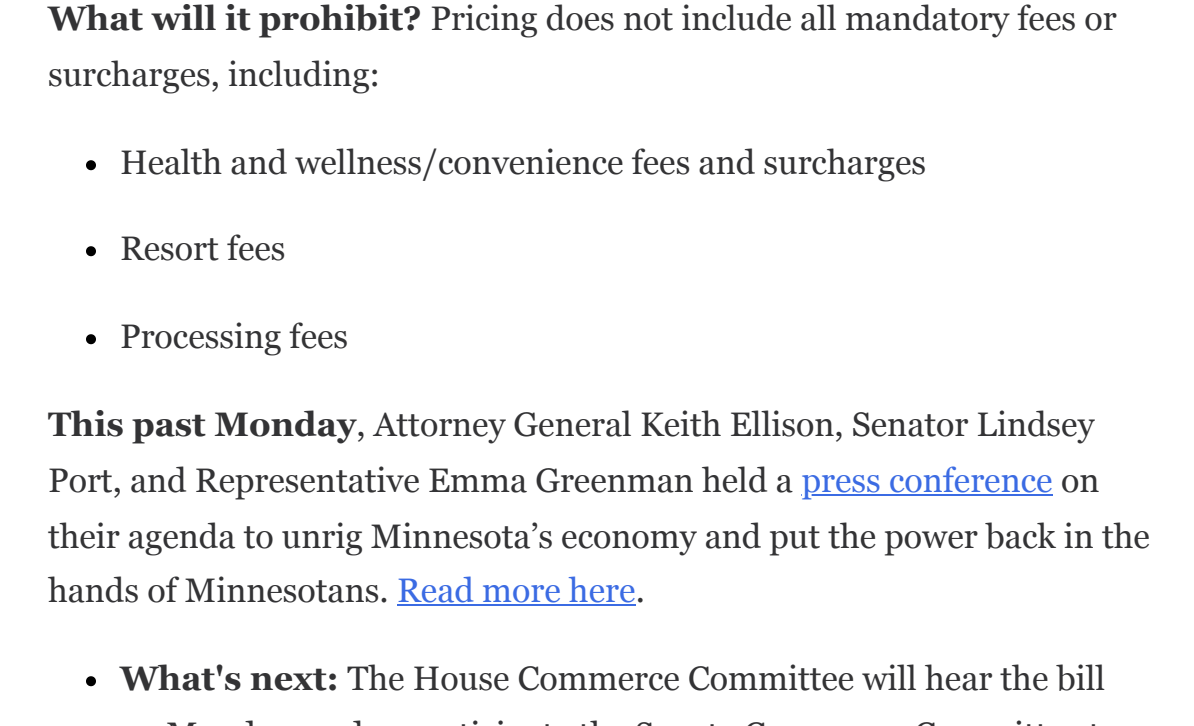 What will it prohibit? Pricing does not include all mandatory fees or
surcharges, including:
• Health and wellness/convenience fees and surcharges
• Resort fees
• Processing fees
This past Monday, Attorney General Keith Ellison, Senator Lindsey
Port, and Representative Emma Greenman held a press conference on
their agenda to unrig Minnesota’s economy and put the power back in the
hands of Minnesotans. Read more here.
• What's next: The House Commerce Committee will hear the bill